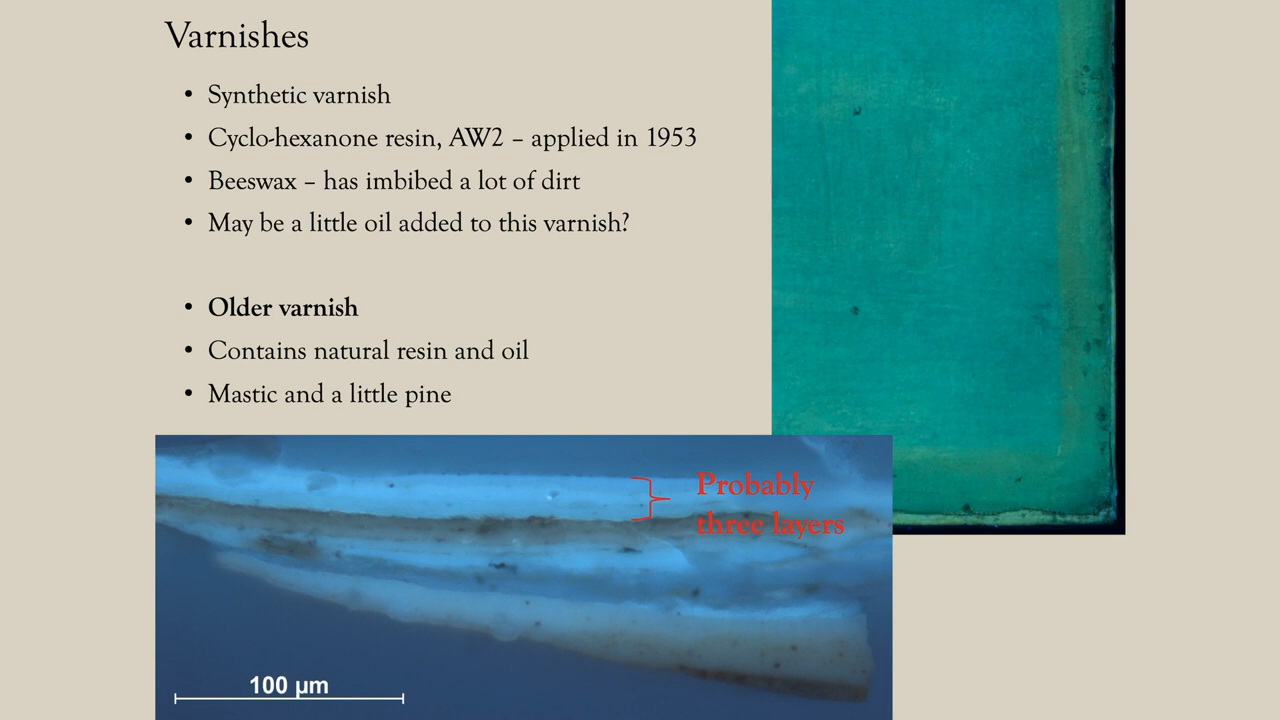 Varnishes
• Synthetic varnish
• Cyclo-hexanone resin, AW2 – applied in 1953
• Beeswax – has imbibed a lot of dirt
• May be a little oil added to this varnish?
• Older varnish
• Contains natural resin and oil
• Mastic and a little pine
Probably
three layers
100 µm